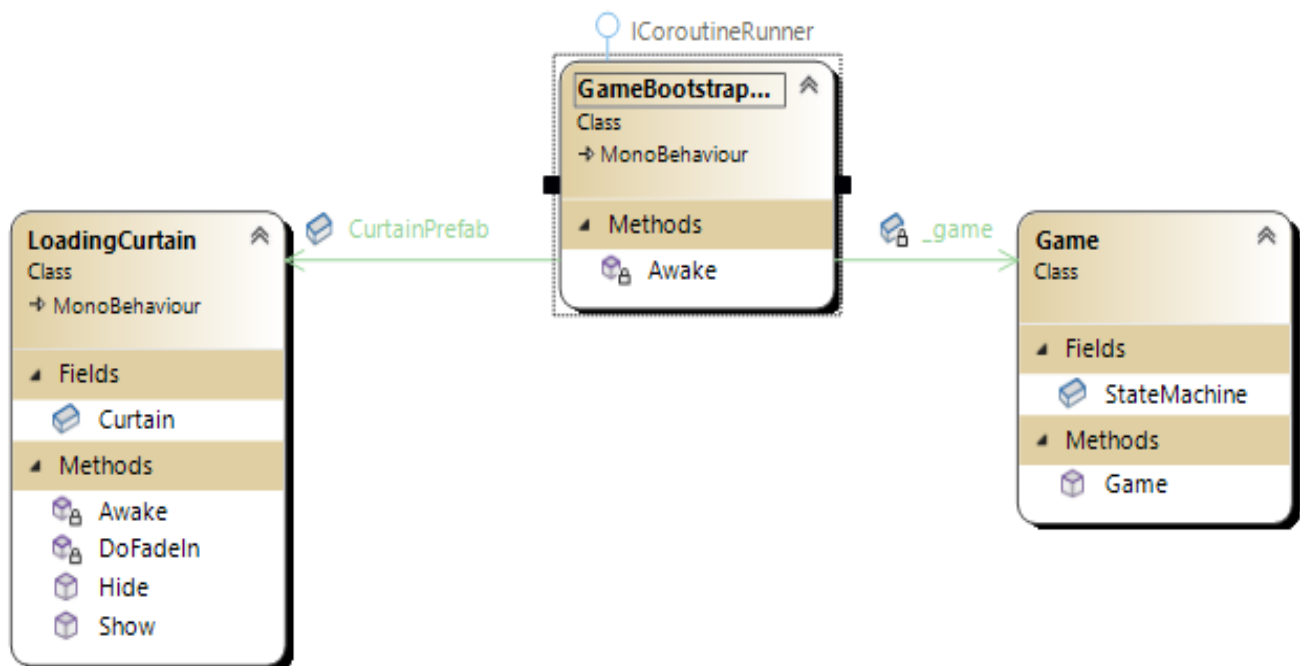 ICoroutineRunner
GameBootstrap...
Class
MonoBehaviour
Methods
Awake
CurtainPrefab
_game
LoadingCurtain
Class
MonoBehaviour
Fields
Curtain
Methods
Awake
DoFadeIn
Hide
Show
Game
Class
Fields
StateMachine
Methods
Game